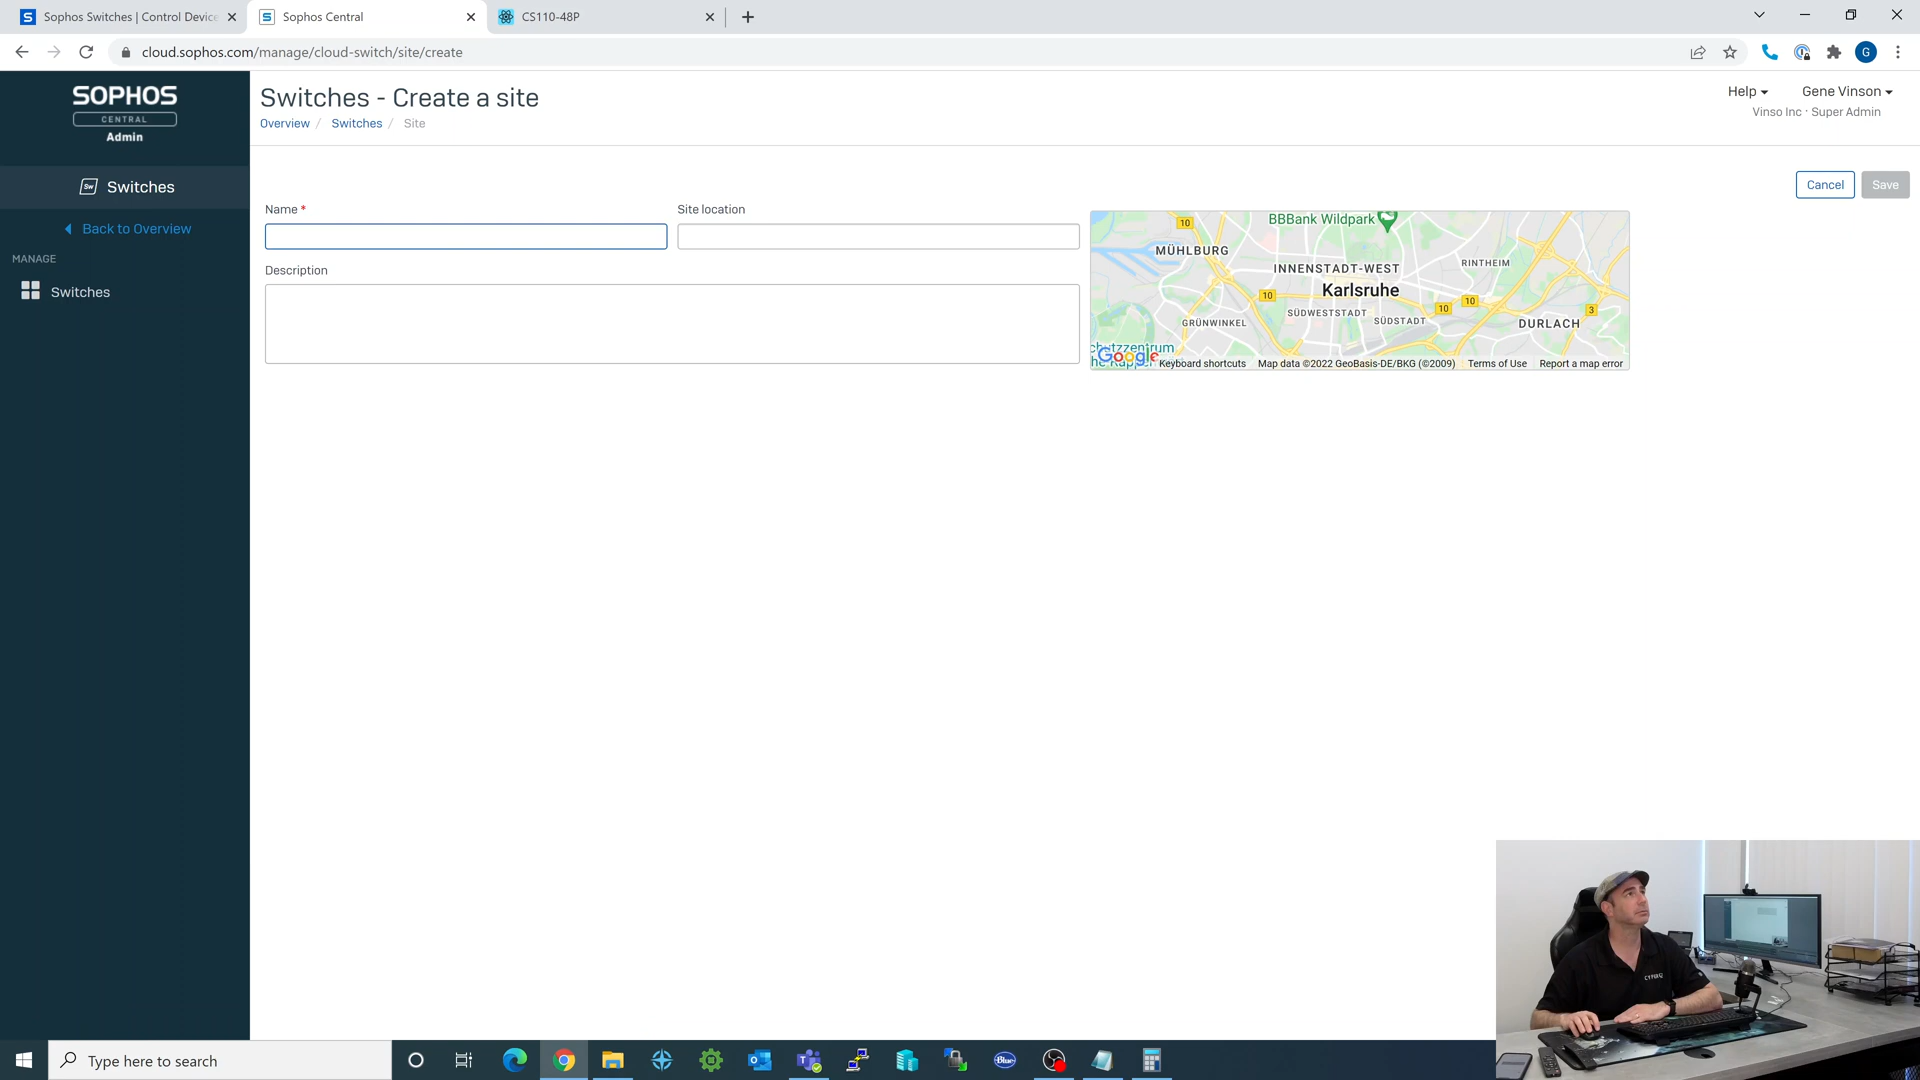 Sophos Switches | Control Device
Sophos Central
CS110-48P
cloud.sophos.com/manage/cloud-switch/site/create
G
SOPHOS
CENTRAL
Admin
Switches - Create a site
Overview / Switches / Site
Help
Gene Vinson
Vinso Inc · Super Admin
Sw Switches
Back to Overview
MANAGE
Switches
Cancel
Save
Name *
Site location
Description
10
BBBank Wildpark
MÜHLBURG
RINTHEIM
INNENSTADT-WEST
Karlsruhe
10
10
10
3
SÜDWESTSTADT
SÜDSTADT
GRÜNWINKEL
DURLACH
Google
Keyboard shortcuts
Map data ©2022 GeoBasis-DE/BKG (©2009)
Terms of Use
Report a map error
Type here to search
Blue